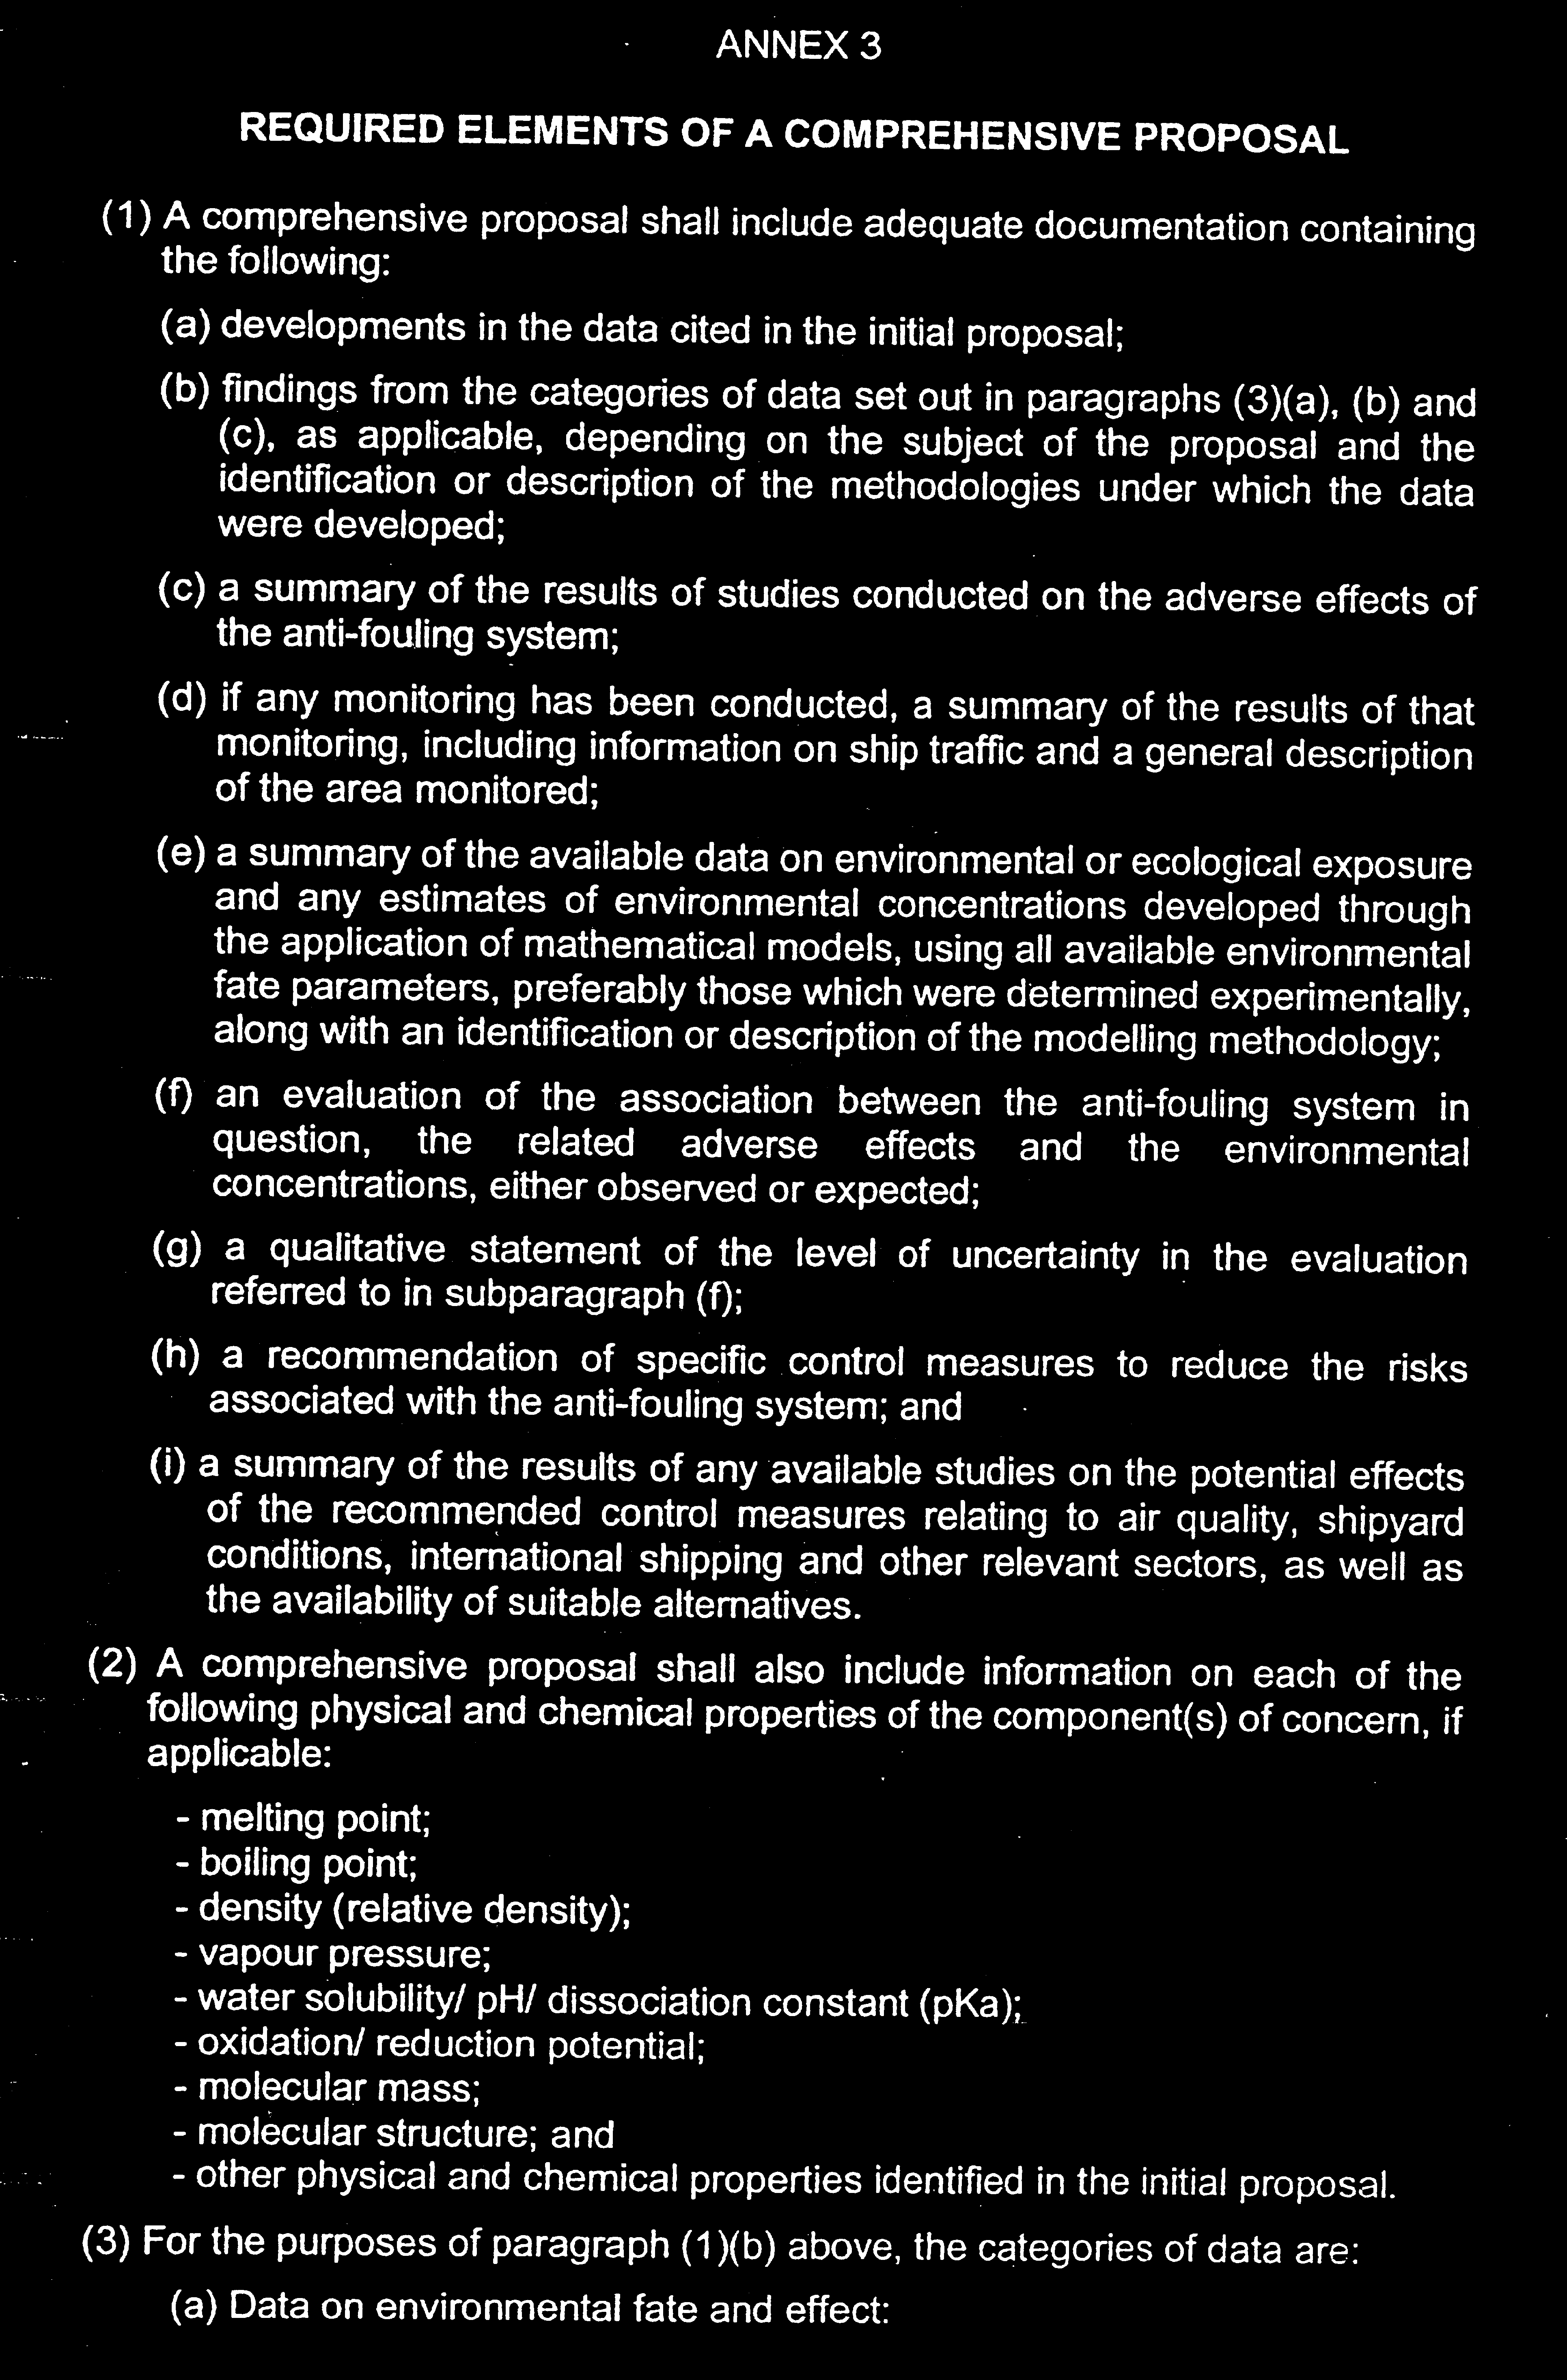 ANNEX 3
REQUIRED ELEMENTS OF A COMPREHENSIVE PROPOSAL
(1) A comprehensive proposal shall include adequate documentation containing
the following:
(a) developments in the data cited in the initial proposal;
(b) findings from the categories of data set out in paragraphs (3)(a), (b) and
(c), as applicable, depending on the subject of the proposal and the
identification or description of the methodologies under which the data
were developed;
(c) a summary of the results of studies conducted on the adverse effects of
the anti-fouling system;
(d) if any monitoring has been conducted, a summary of the results of that
monitoring, including information on ship traffic and a general description
of the area monitored;
(e) a summary of the available data on environmental or ecological exposure
and any estimates of environmental concentrations developed through
the application of mathematical models, using all available environmental
fate parameters, preferably those which were determined experimentally,
along with an identification or description of the modelling methodology;
(f) an evaluation of the association between the anti-fouling system in
question, the related adverse effects and the environmental
concentrations, either observed or expected;
(g) a qualitative statement of the level of uncertainty in the evaluation
referred to in subparagraph (f);
(h) a recommendation of specific control measures to reduce the risks
associated with the anti-fouling system; and
(i) a summary of the results of any available studies on the potential effects
of the recommended control measures relating to air quality, shipyard
conditions, international shipping and other relevant sectors, as well as
the availability of suitable alternatives.
(2) A comprehensive proposal shall also include information on each of the
following physical and chemical properties of the component(s) of concern, if
applicable:
- melting point;
- boiling point;
- density (relative density);
- vapour pressure;
- water solubility/ pH/ dissociation constant (pKa);
- oxidation/ reduction potential;
- molecular mass;
- molecular structure; and
- other physical and chemical properties identified in the initial proposal.
(3) For the purposes of paragraph (1)(b) above, the categories of data are:
(a) Data on environmental fate and effect: